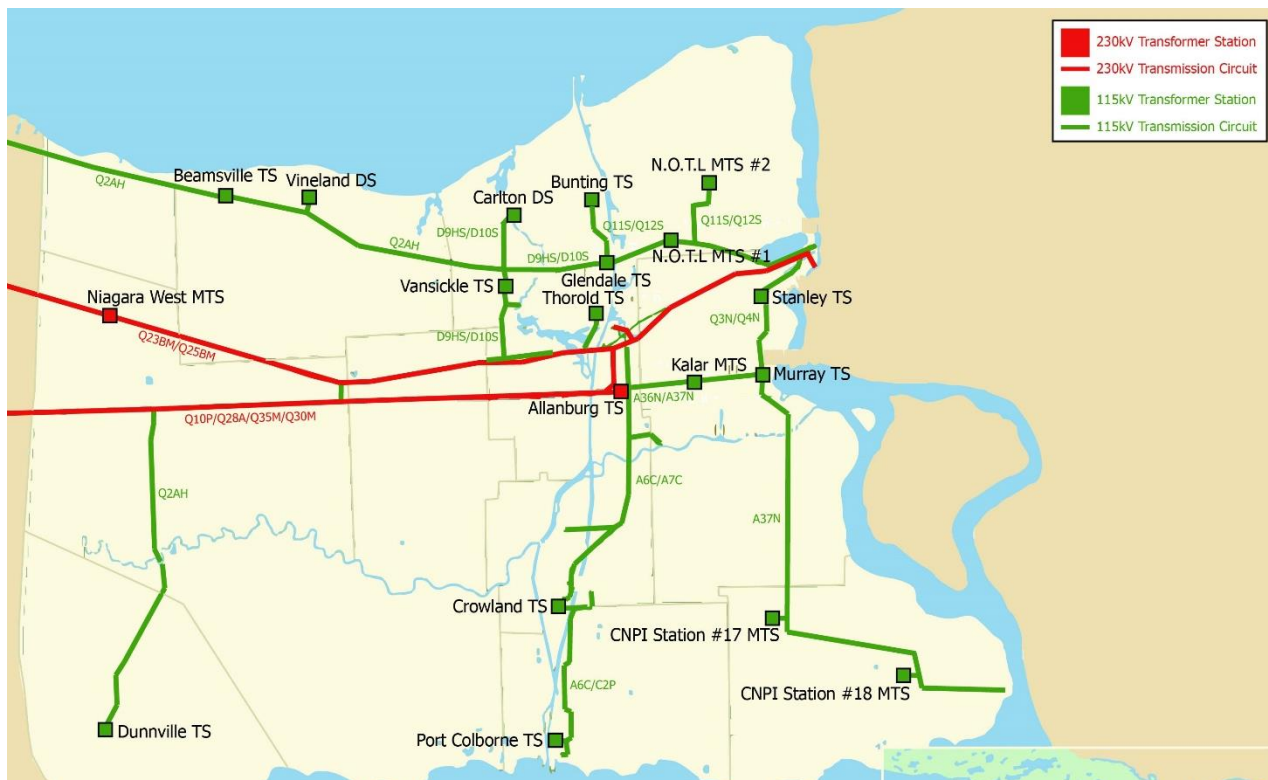 230kV Transformer Station
230kV Transmission Circuit
115kV Transformer Station
115kV Transmission Circuit
N.O.T.L MTS #2
Beamsville TS
Vineland DS
Q2AH
Carlton DS
Bunting TS
Q11S/Q12S
Q11S/Q12S
D9HS/D10S
Q2AH
D9HS/D10S
N.O.T.L MTS #1
Glendale TS
Vansickle TS
Thorold TS
Niagara West MTS
Stanley TS
Q3N/Q4N
Q23BM/Q25BM
D9HS/D10S
Kalar MTS
Murray TS
A36N/A37N
Allanburg TS
Q10P/Q28A/Q35M/Q30M
A6C/A7C
Q2AH
A37N
Crowland TS
CNPI Station #17 MTS
A6C/C2P
CNPI Station #18 MTS
Dunnville TS
Port Colborne TS